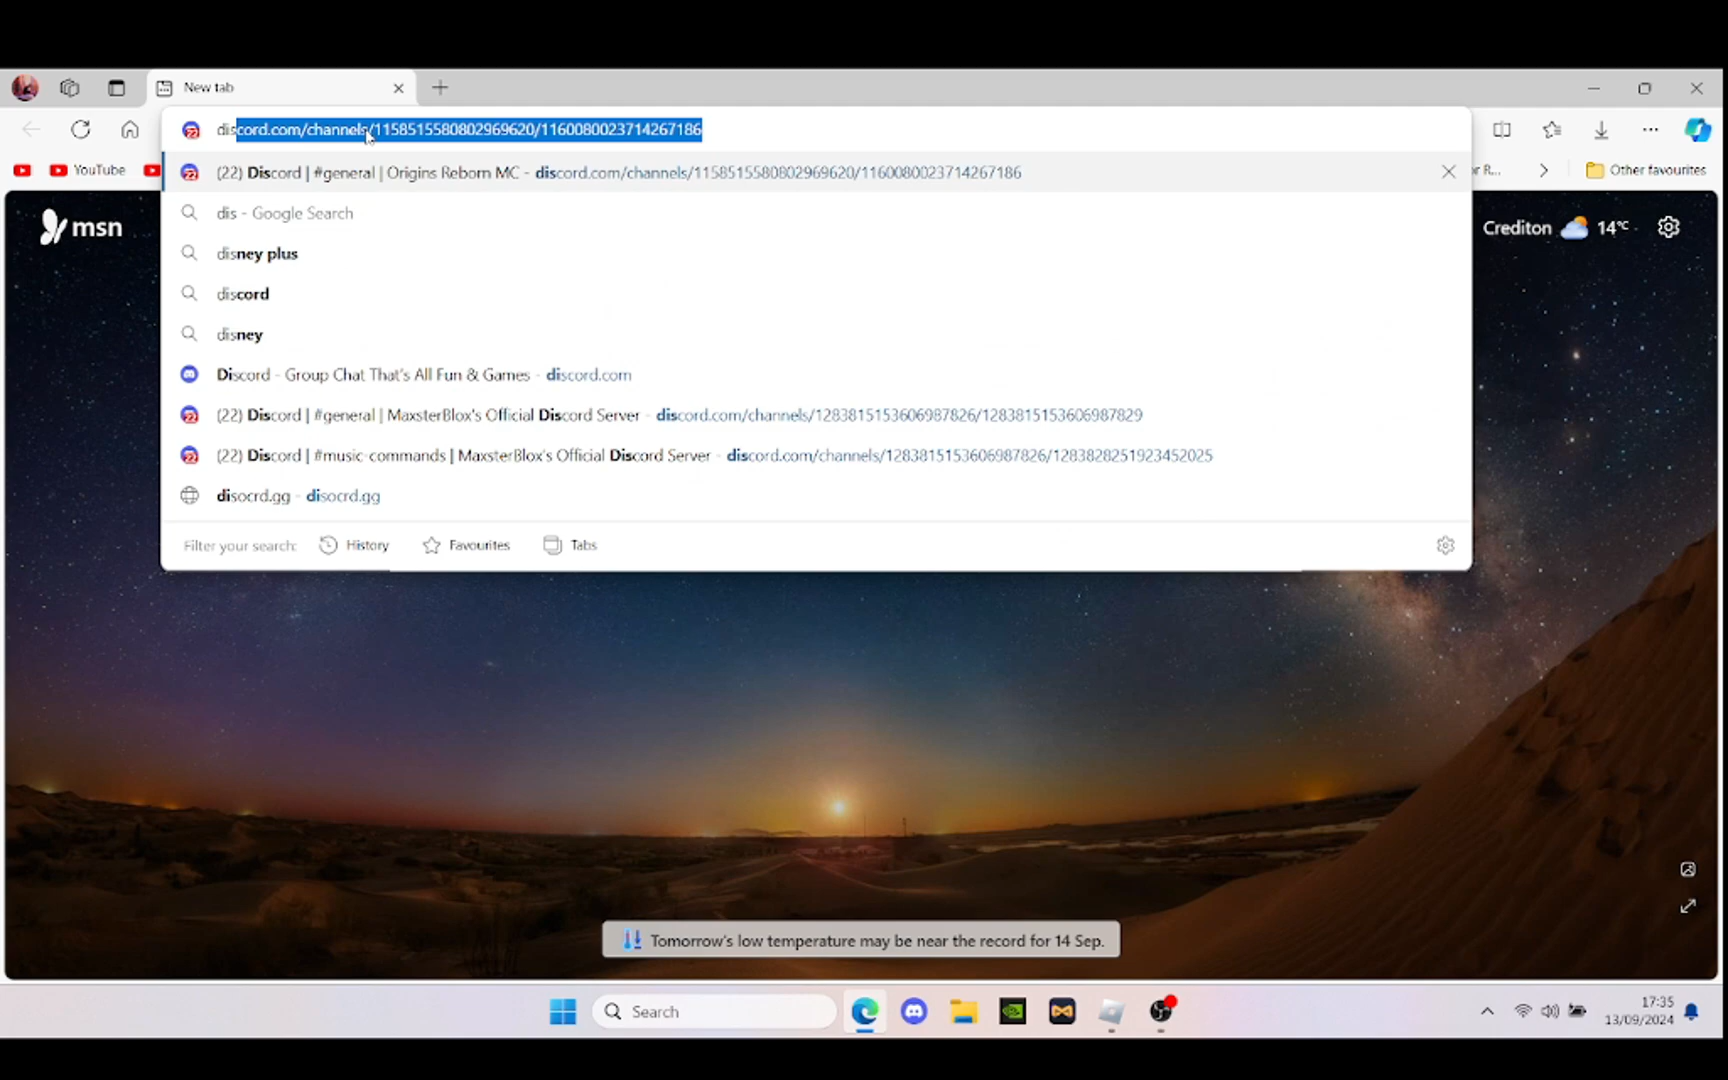 New tab
discord.com/channels/1158515580802969620/1160080023714267186
YouTube
(22) Discord | #general | Origins Reborn MC - discord.com/channels/1158515580802969620/1160080023714267186
or R...
Other favourites
dis - Google Search
msn
Crediton 14°C
disney plus
discord
disney
Discord - Group Chat That's All Fun & Games - discord.com
(22) Discord | #general | MaxsterBlox's Official Discord Server - discord.com/channels/1283815153606987826/1283815153606987829
(22) Discord | #music-commands | MaxsterBlox's Official Discord Server - discord.com/channels/1283815153606987826/1283828251923452025
disocrd.gg - disocrd.gg
Filter your search: History Favourites Tabs
Tomorrow's low temperature may be near the record for 14 Sep.
Search
17:35
13/09/2024